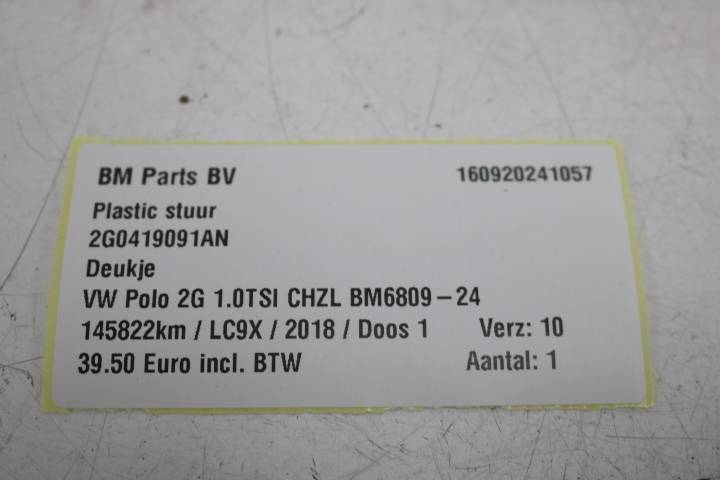 BM Parts BV 160920241057
Plastic stuur
2G0419091AN
Deukje
VW Polo 2G 1.0TSI CHZL BM6809-24
145822km / LC9X / 2018 / Doos 1 Verz: 10
39.50 Euro incl. BTW Aantal: 1